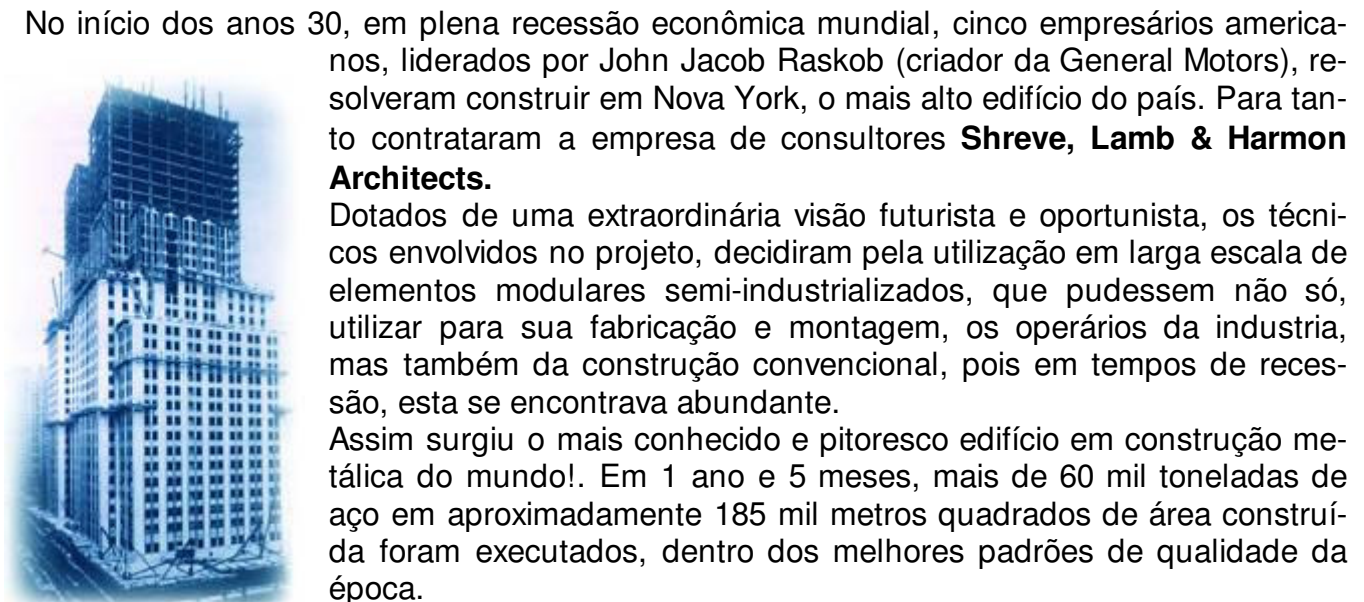 No início dos anos 30, em plena recessão econômica mundial, cinco empresários america-
nos, liderados por John Jacob Raskob (criador da General Motors), re-
solveram construir em Nova York, o mais alto edifício do país. Para tan-
to contrataram a empresa de consultores Shreve, Lamb & Harmon
Architects.
Dotados de uma extraordinária visão futurista e oportunista, os técni-
cos envolvidos no projeto, decidiram pela utilização em larga escala de
elementos modulares semi-industrializados, que pudessem não só,
utilizar para sua fabricação e montagem, os operários da industria,
mas também da construção convencional, pois em tempos de reces-
são, esta se encontrava abundante.
Assim surgiu o mais conhecido e pitoresco edifício em construção me-
tálica do mundo!. Em 1 ano e 5 meses, mais de 60 mil toneladas de
aço em aproximadamente 185 mil metros quadrados de área construí-
da foram executados, dentro dos melhores padrões de qualidade da
época.